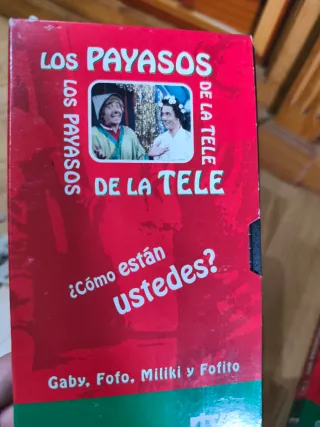 LOS PAYASOS
LOS PAYASOS
DE LA TELE
DE LA TELE
¿Cómo están
ustedes?
Gaby, Fofo, Miliki y Fofito